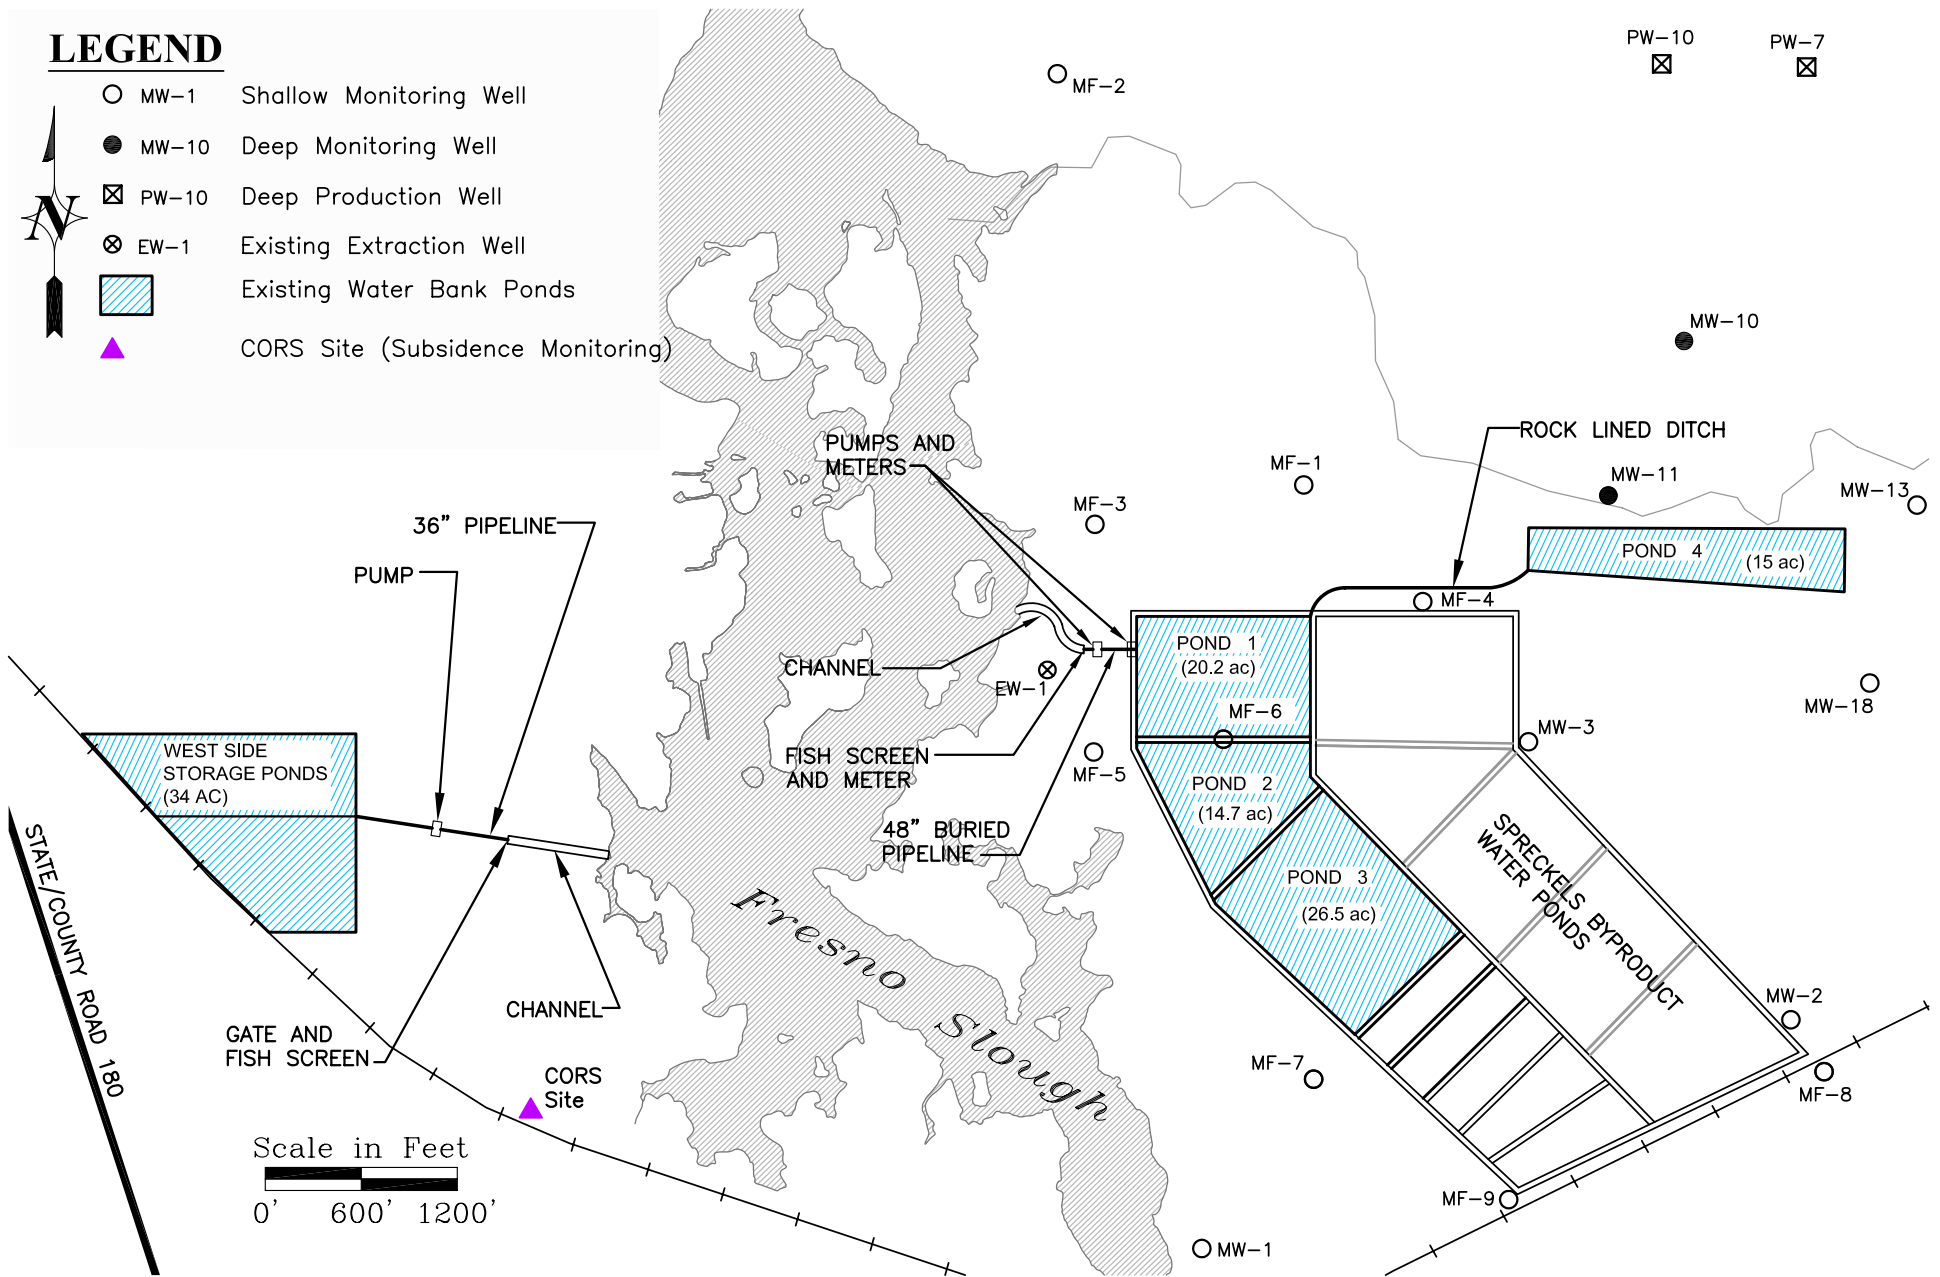 LEGEND
MW-1 Shallow Monitoring Well
MW-10 Deep Monitoring Well
PW-10 Deep Production Well
EW-1 Existing Extraction Well
Existing Water Bank Ponds
CORS Site (Subsidence Monitoring)
N
PW-10
PW-7
MF-2
MW-10
ROCK LINED DITCH
PUMPS AND
METERS
MF-1
MW-11
MW-13
MF-3
36" PIPELINE
PUMP
POND 4 (15 ac)
MF-4
POND 1
(20.2 ac)
CHANNEL
EW-1
MW-18
MF-6
MW-3
WEST SIDE
STORAGE PONDS
(34 AC)
FISH SCREEN
AND METER
MF-5
POND 2
(14.7 ac)
48" BURIED
PIPELINE
POND 3
(26.5 ac)
SPRECKELS BYPRODUCT
WATER PONDS
Fresno
Slough
STATE/COUNTY ROAD 180
CHANNEL
GATE AND
FISH SCREEN
MW-2
MF-7
MF-8
CORS
Site
Scale in Feet
0' 600' 1200'
MF-9
MW-1